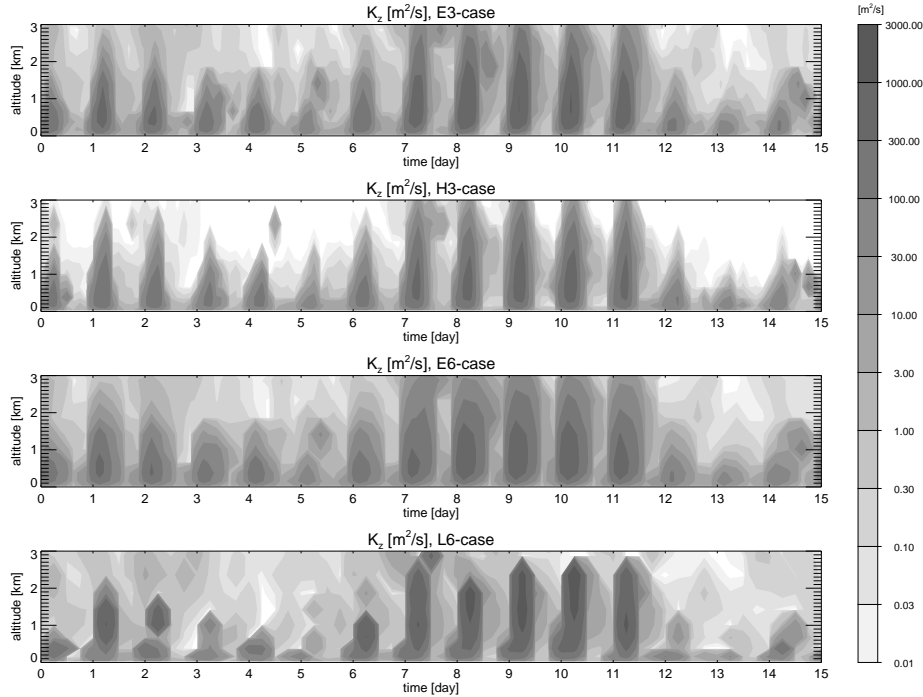 K_z [m²/s], E3-case
[m²/s]
3
2
1
0
altitude [km]
0 1 2 3 4 5 6 7 8 9 10 11 12 13 14 15
time [day]
K_z [m²/s], H3-case
3
2
1
0
altitude [km]
0 1 2 3 4 5 6 7 8 9 10 11 12 13 14 15
time [day]
K_z [m²/s], E6-case
3
2
1
0
altitude [km]
0 1 2 3 4 5 6 7 8 9 10 11 12 13 14 15
time [day]
K_z [m²/s], L6-case
3
2
1
0
altitude [km]
0 1 2 3 4 5 6 7 8 9 10 11 12 13 14 15
time [day]
3000.00
1000.00
300.00
100.00
30.00
10.00
3.00
1.00
0.30
0.10
0.03
0.01